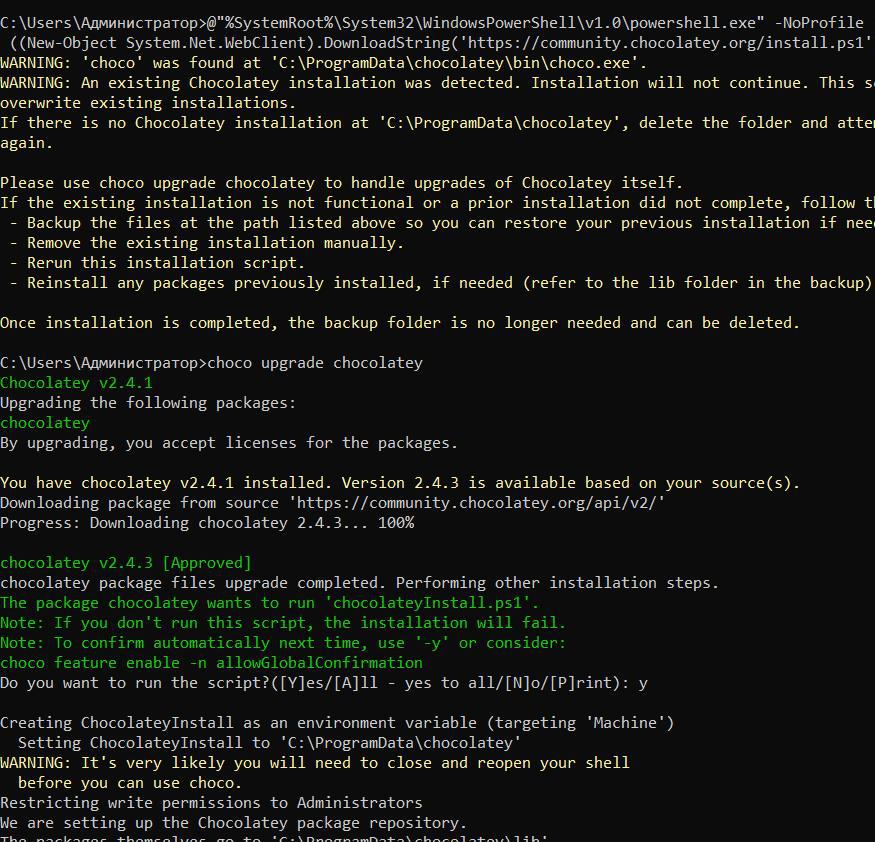 C:\Users\Администратор>@"%SystemRoot%\System32\WindowsPowerShell\v1.0\powershell.exe" -NoProfile
((New-Object System.Net.WebClient).DownloadString('https://community.chocolatey.org/install.ps1'
WARNING: 'choco' was found at 'C:\ProgramData\chocolatey\bin\choco.exe'.
WARNING: An existing Chocolatey installation was detected. Installation will not continue. This
overwrite existing installations.
If there is no Chocolatey installation at 'C:\ProgramData\chocolatey', delete the folder and
again.
Please use choco upgrade chocolatey to handle upgrades of Chocolatey itself.
If the existing installation is not functional or a prior installation did not complete, follow
- Backup the files at the path listed above so you can restore your previous installation if
- Remove the existing installation manually.
- Rerun this installation script.
- Reinstall any packages previously installed, if needed (refer to the lib folder in the backup)
Once installation is completed, the backup folder is no longer needed and can be deleted.
C:\Users\Администратор>choco upgrade chocolatey
Chocolatey v2.4.1
Upgrading the following packages:
chocolatey
By upgrading, you accept licenses for the packages.
You have chocolatey v2.4.1 installed. Version 2.4.3 is available based on your source(s).
Downloading package from source 'https://community.chocolatey.org/api/v2/'
Progress: Downloading chocolatey 2.4.3... 100%
chocolatey v2.4.3 [Approved]
chocolatey package files upgrade completed. Performing other installation steps.
The package chocolatey wants to run 'chocolateyInstall.ps1'.
Note: If you don't run this script, the installation will fail.
Note: To confirm automatically next time, use '-y' or consider:
choco feature enable -n allowGlobalConfirmation
Do you want to run the script?([Y]es/[A]ll - yes to all/[N]o/[P]rint): y
Creating ChocolateyInstall as an environment variable (targeting 'Machine')
Setting ChocolateyInstall to 'C:\ProgramData\chocolatey'
WARNING: It's very likely you will need to close and reopen your shell
before you can use choco.
Restricting write permissions to Administrators
We are setting up the Chocolatey package repository.
The packages themselves go to 'C:\ProgramData\chocolatey\lib'